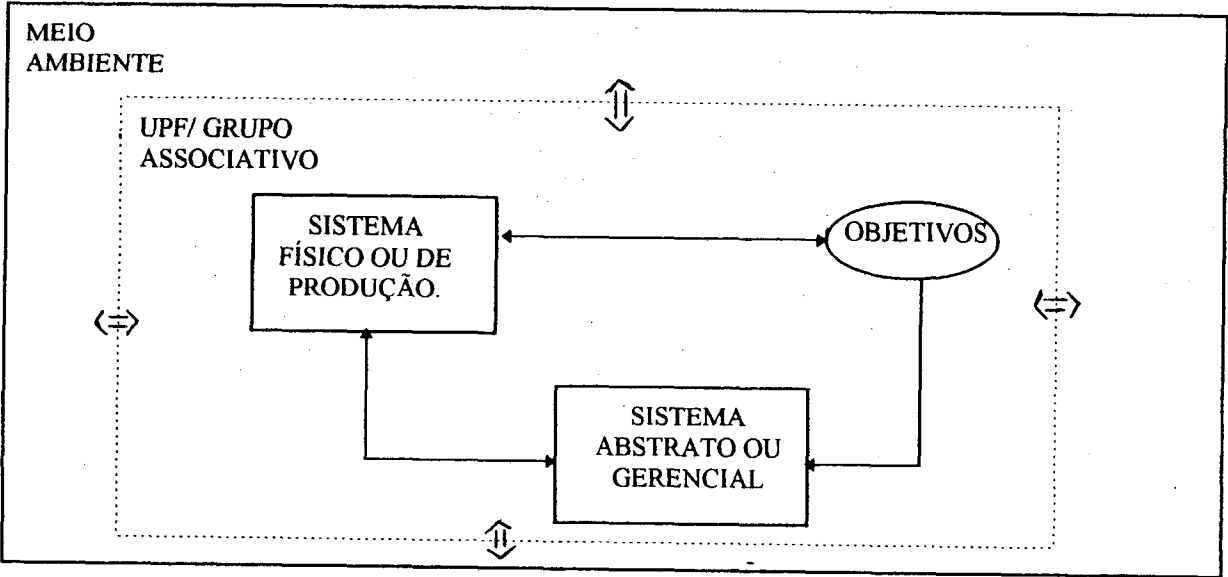 MEIO
AMBIENTE
UPF/ GRUPO
ASSOCIATIVO
SISTEMA
FÍSICO OU DE
PRODUÇÃO.
OBJETIVOS
SISTEMA
ABSTRATO OU
GERENCIAL